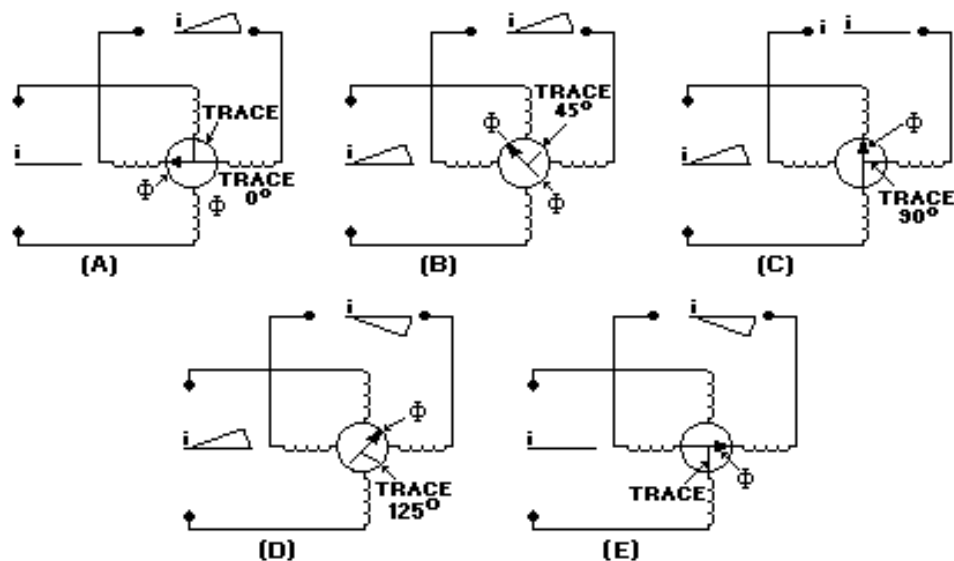 i
i
TRACE
Φ
TRACE
0°
Φ
(A)
i
i
TRACE
45°
Φ
Φ
(B)
i i
i
Φ
TRACE
90°
(C)
i
i
Φ
TRACE
125°
(D)
i
i
Φ
TRACE
(E)